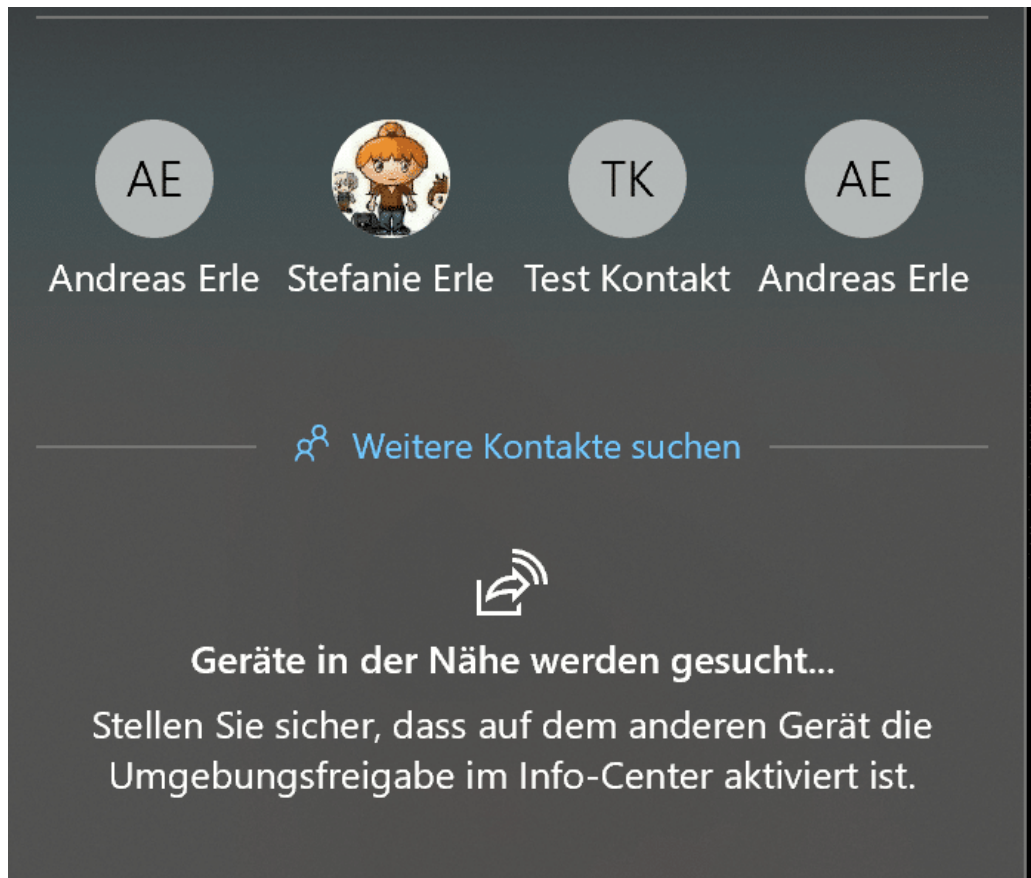 AE TK AE
Andreas Erle Stefanie Erle Test Kontakt Andreas Erle
Weitere Kontakte suchen
Geräte in der Nähe werden gesucht...
Stellen Sie sicher, dass auf dem anderen Gerät die
Umgebungsfreigabe im Info-Center aktiviert ist.